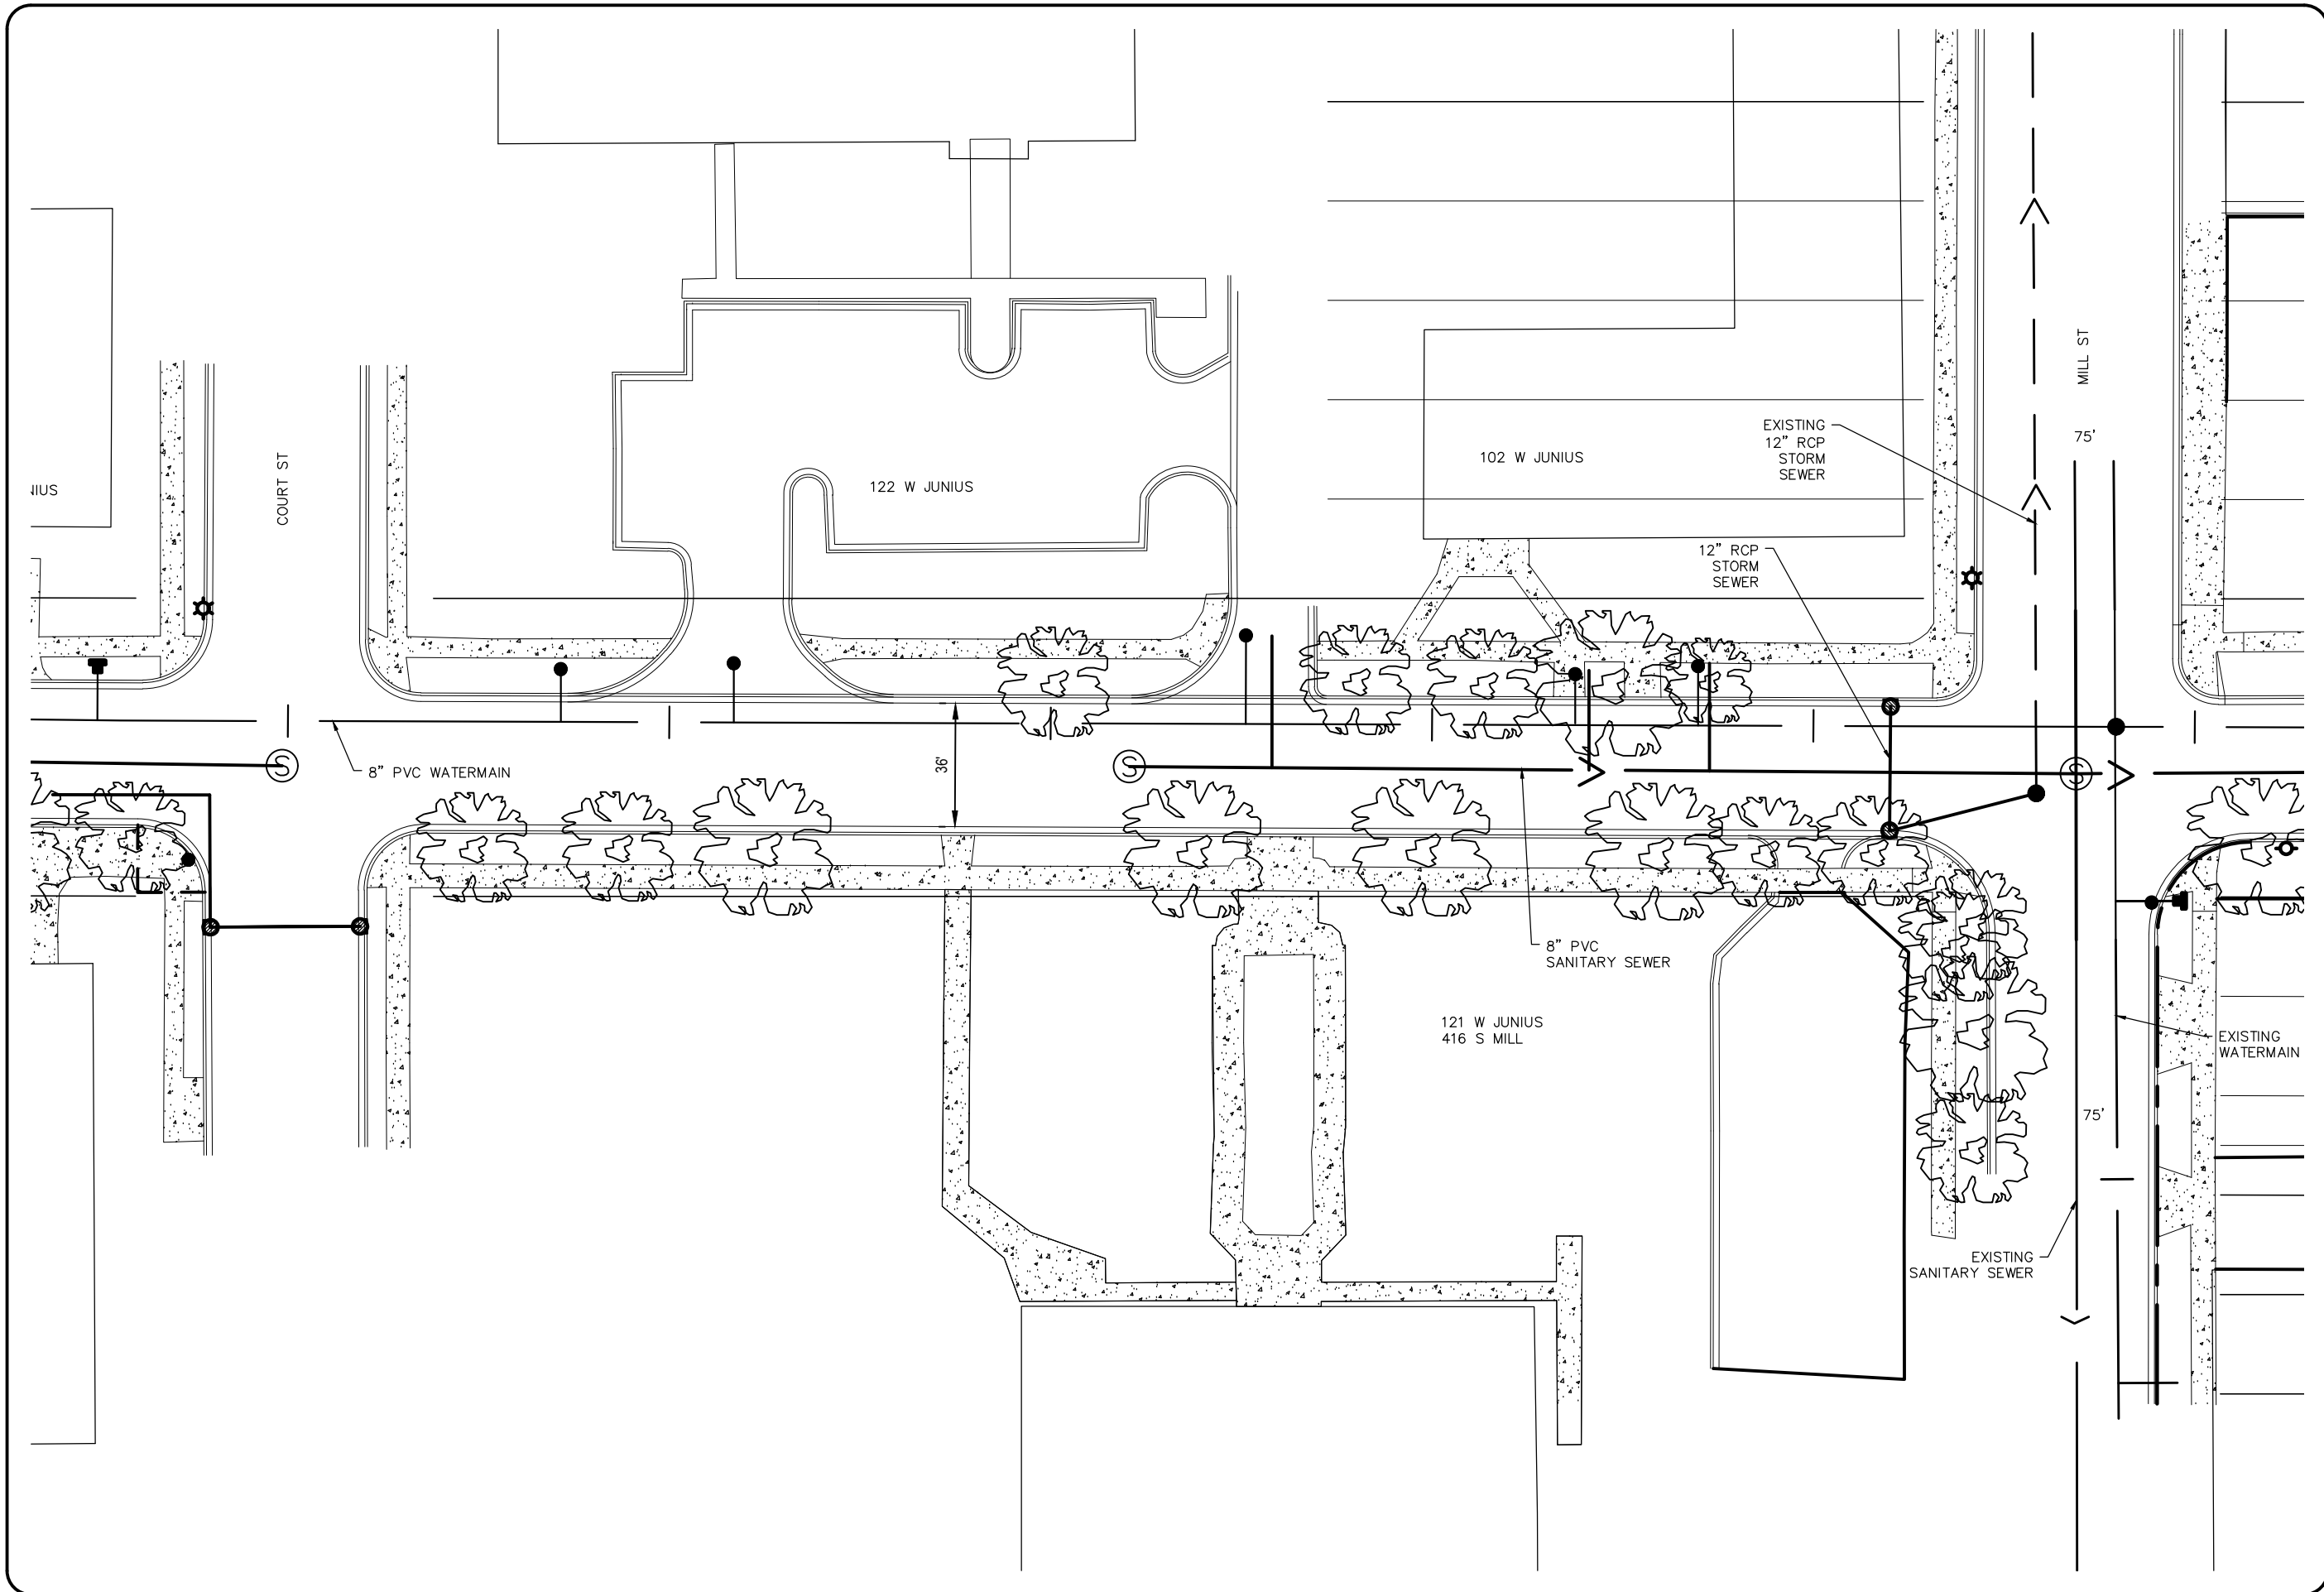 MILL ST
EXISTING
12" RCP
STORM
SEWER
75'
COURT ST
122 W JUNIUS
102 W JUNIUS
12" RCP
STORM
SEWER
8" PVC WATERMAIN
36'
S
S
S
8" PVC
SANITARY SEWER
121 W JUNIUS
416 S MILL
EXISTING
WATERMAIN
75'
EXISTING
SANITARY SEWER